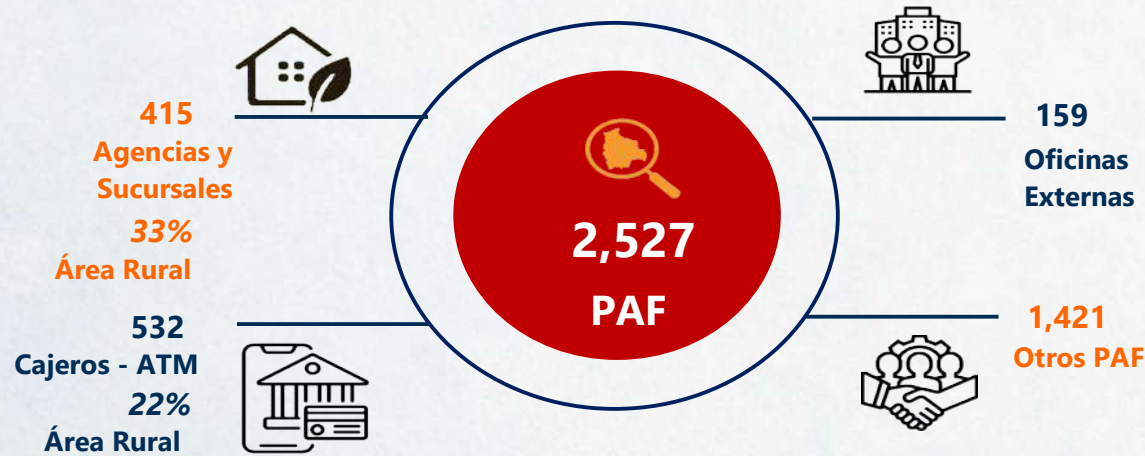 415
Agencias y
Sucursales
33%
Área Rural
532
Cajeros - ATM
22%
Área Rural
2,527
PAF
159
Oficinas
Externas
1,421
Otros PAF